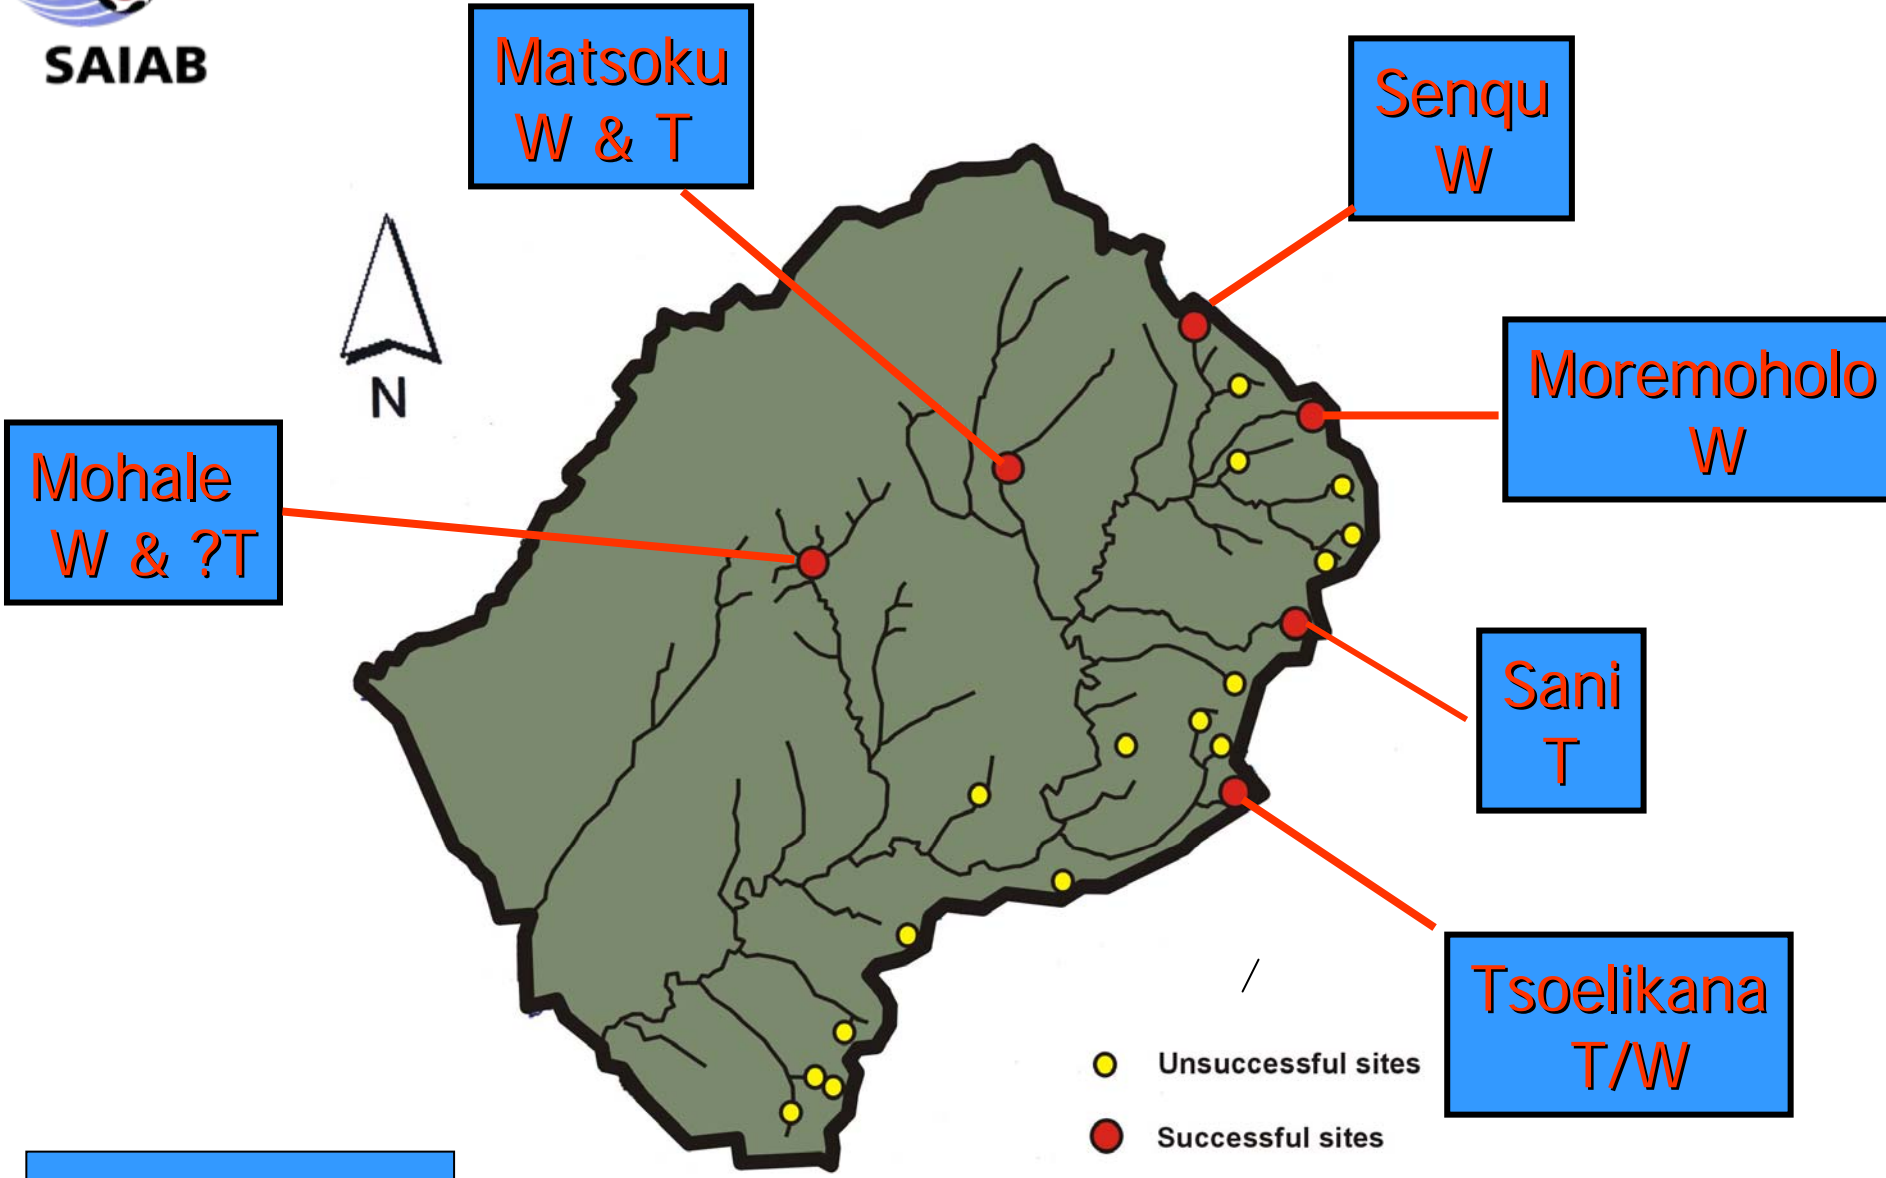 SAIAB
Matsoku
W & T
Senqu
W
Moremoholo
W
Mohale
W & ?T
N
Sani
T
Tsoelikana
T/W
/
Unsuccessful sites
Successful sites